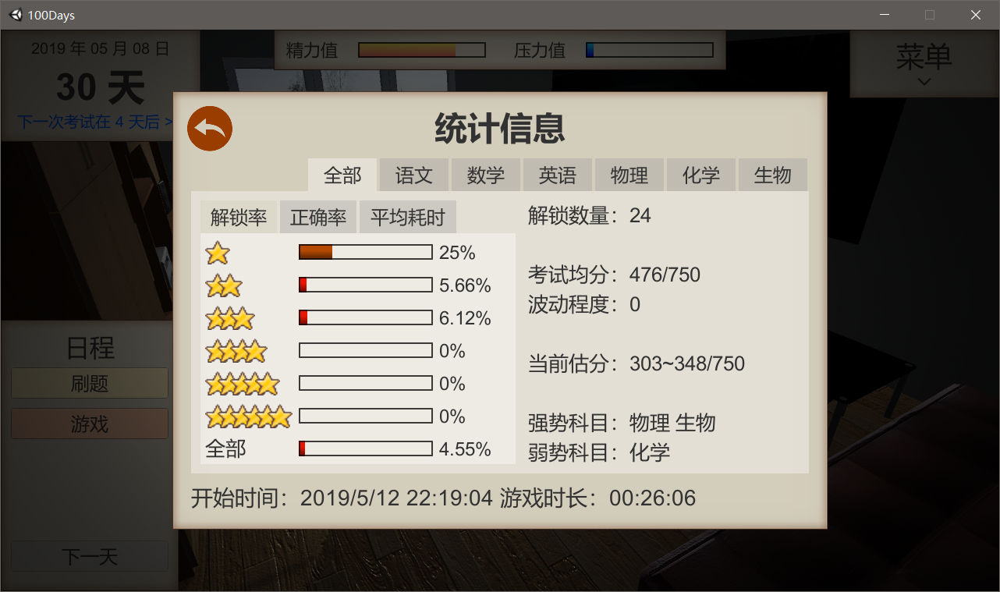 100Days
2019 年 05 月 08 日
30 天
下一次考试在 4 天后 >
精力值
压力值
菜单
统计信息
全部 语文 数学 英语 物理 化学 生物
解锁率 正确率 平均耗时
25%
5.66%
6.12%
0%
0%
0%
全部 4.55%
解锁数量：24
考试均分：476/750
波动程度：0
当前估分：303~348/750
强势科目：物理 生物
弱势科目：化学
开始时间：2019/5/12 22:19:04 游戏时长：00:26:06
日程
刷题
游戏
下一天